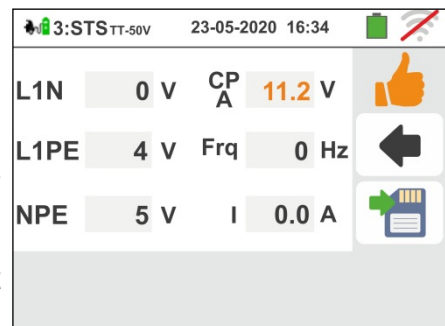 3:STS TT-50V 23-05-2020 16:34
L1N 0 V CP A 11.2 V
L1PE 4 V Frq 0 Hz
NPE 5 V I 0.0 A